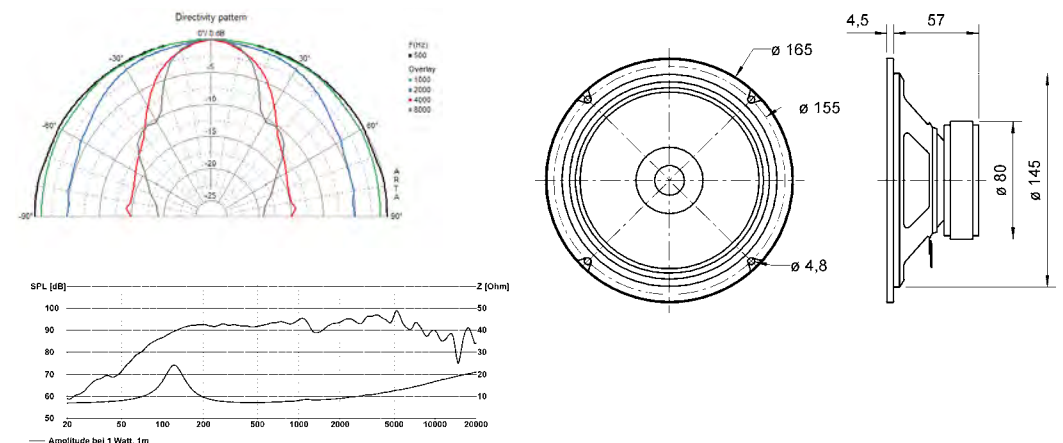 Directivity pattern
0°/ 0 dB
-30°
30°
-60°
60°
-90°
90°
-5
-10
-15
-20
-25
F(Hz)
500
Overlay
1000
2000
4000
8000
A
R
T
A
4,5
57
ø 165
ø 155
ø 4,8
ø 80
ø 145
SPL [dB]
Z [Ohm]
100
50
90
40
80
30
70
20
60
10
50
20 50 100 200 500 1000 2000 5000 10000 20000
Amplitude bei 1 Watt, 1m